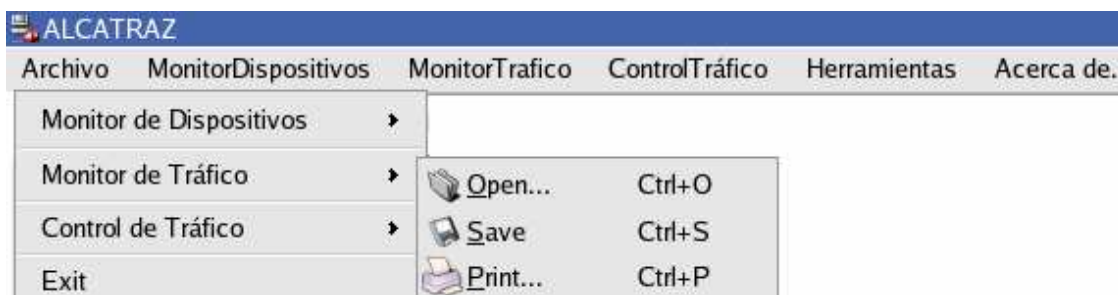 ALCATRAZ
Archivo MonitorDispositivos MonitorTrafico ControlTráfico Herramientas Acerca de.
Monitor de Dispositivos
Monitor de Tráfico
Open... Ctrl+O
Control de Tráfico
Save Ctrl+S
Exit
Print... Ctrl+P